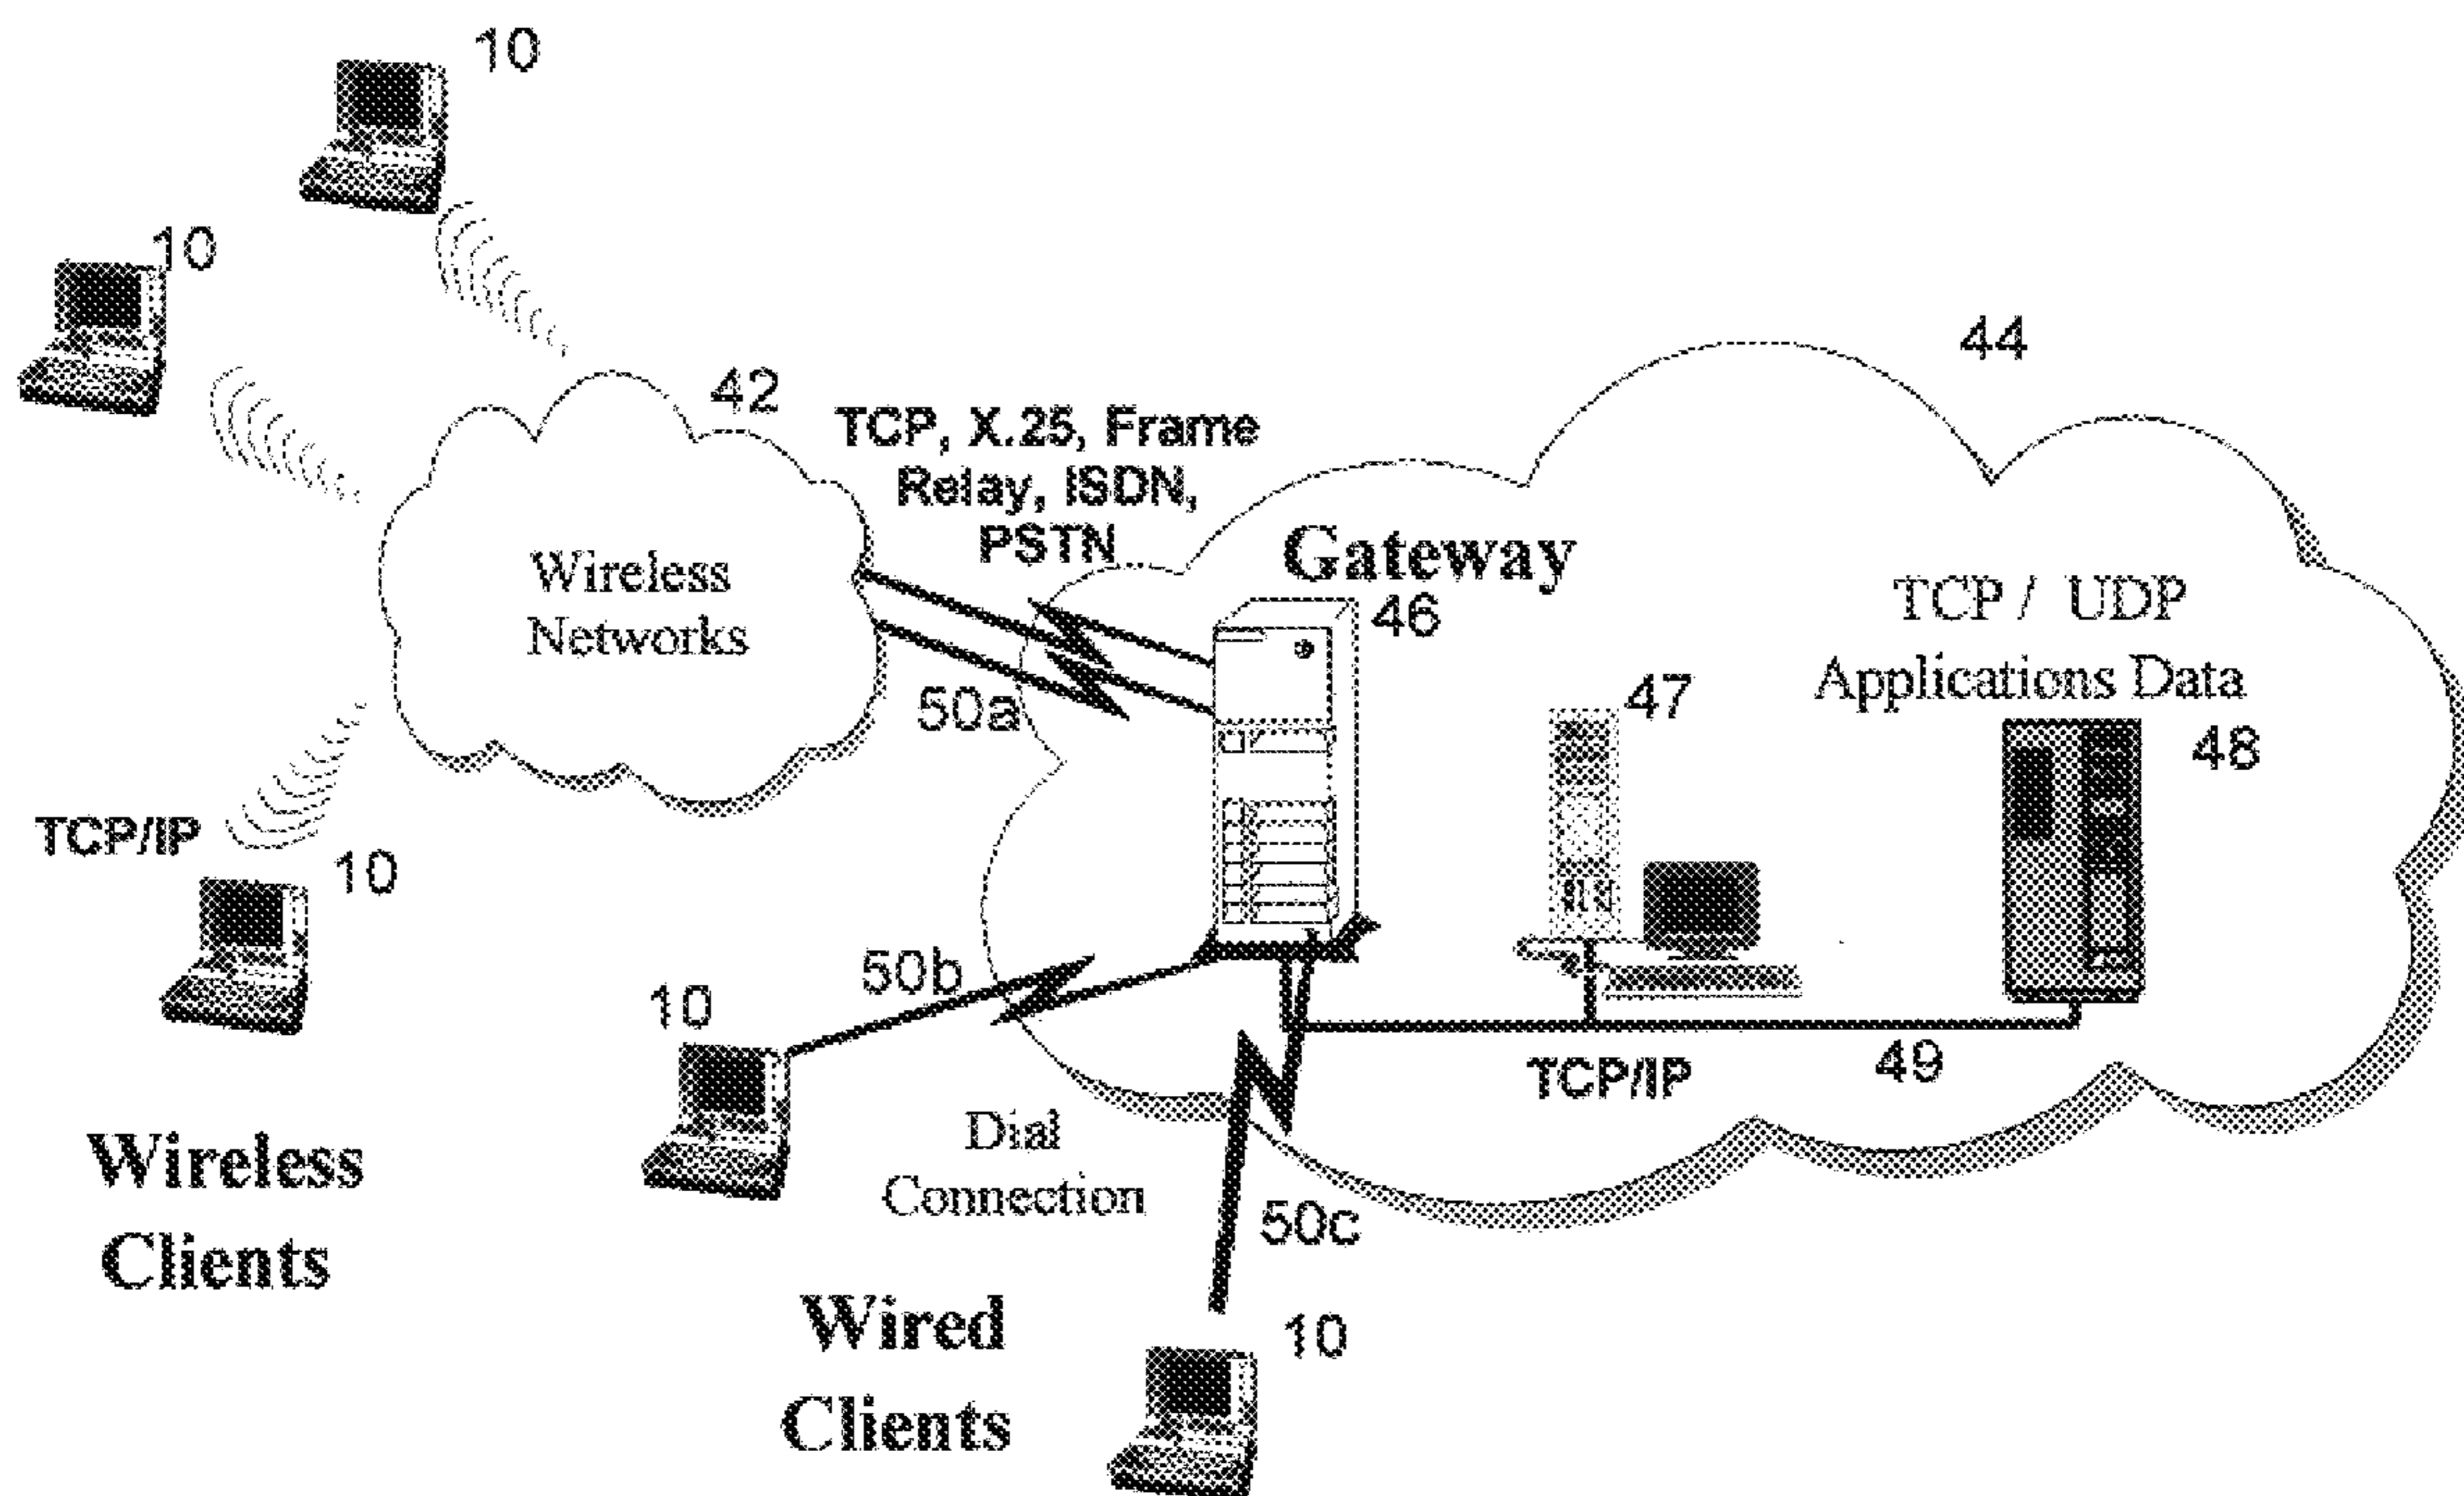 10
10
44
42
TCP, X.25, Frame
Relay, ISDN,
PSTN
Gateway
46
Wireless
Networks
TCP / UDP
Applications Data
50a
47
48
TCP/IP
10
50b
10
TCP/IP
49
Dial
Connection
Wireless
Clients
50c
Wired
Clients
10